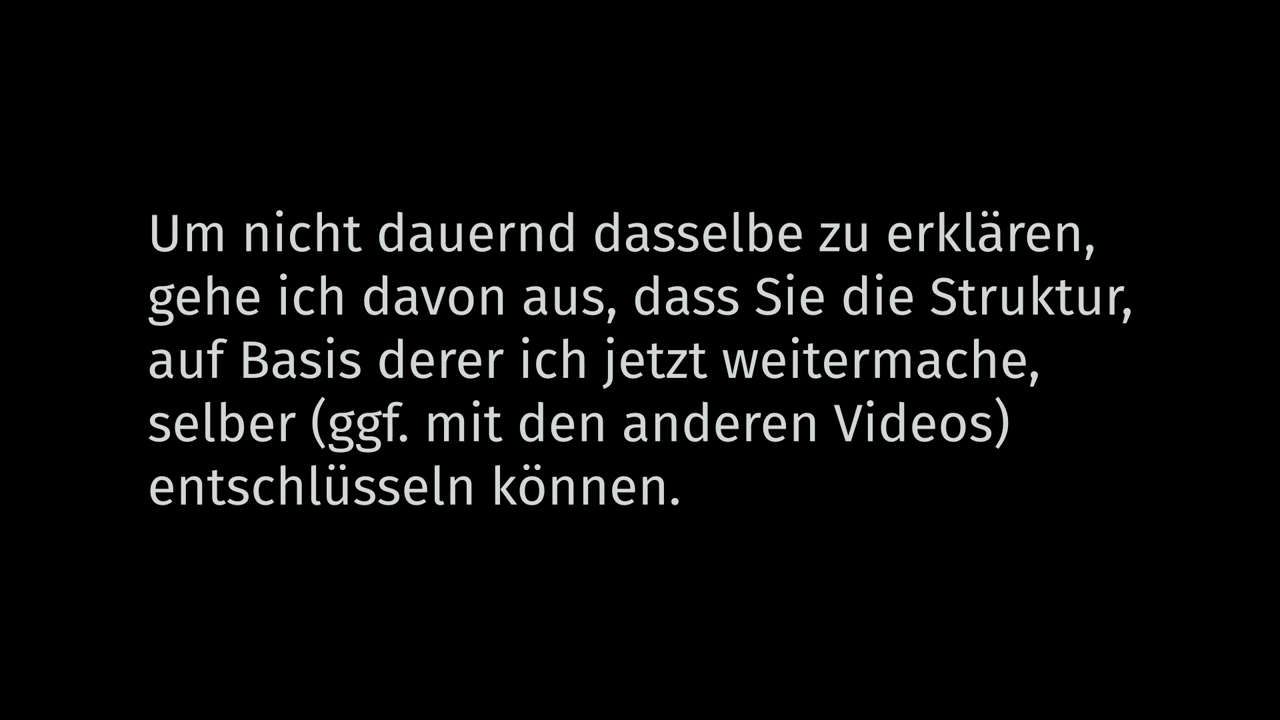 Um nicht dauernd dasselbe zu erklären,
gehe ich davon aus, dass Sie die Struktur,
auf Basis derer ich jetzt weitermache,
selber (ggf. mit den anderen Videos)
entschlüsseln können.